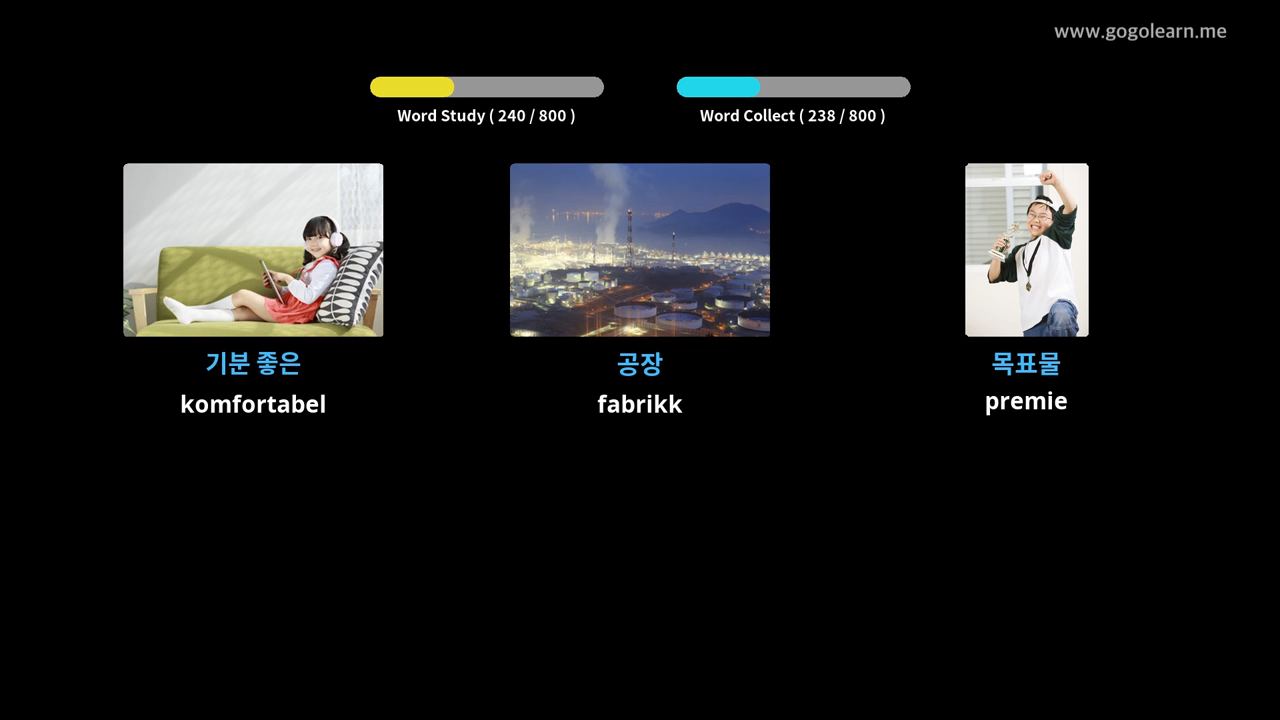 www.gogolearn.me
Word Study ( 240 / 800 )
Word Collect ( 238 / 800 )
기분 좋은
komfortabel
공장
fabrikk
목표물
premie